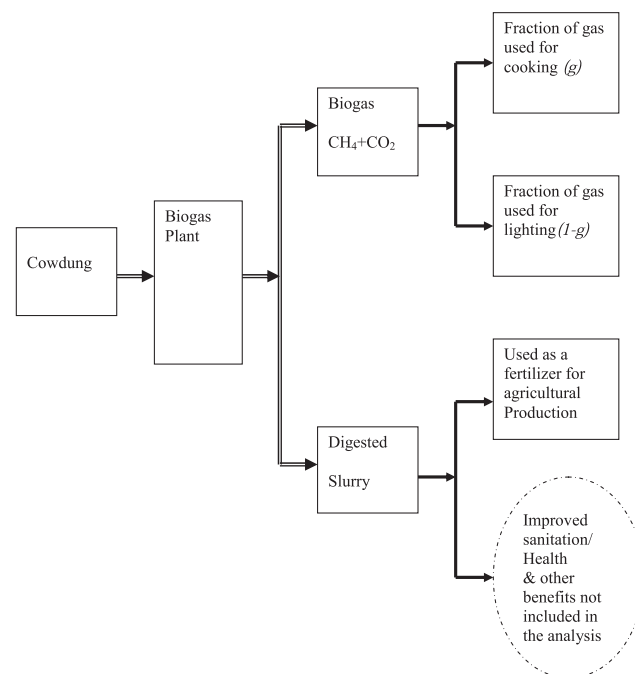 Cowdung
Biogas
Plant
Biogas
CH₄+CO₂
Digested
Slurry
Fraction of gas
used for
cooking (g)
Fraction of gas
used for
lighting(1-g)
Used as a
fertilizer for
agricultural
Production
Improved
sanitation/
Health
& other
benefits not
included in
the analysis